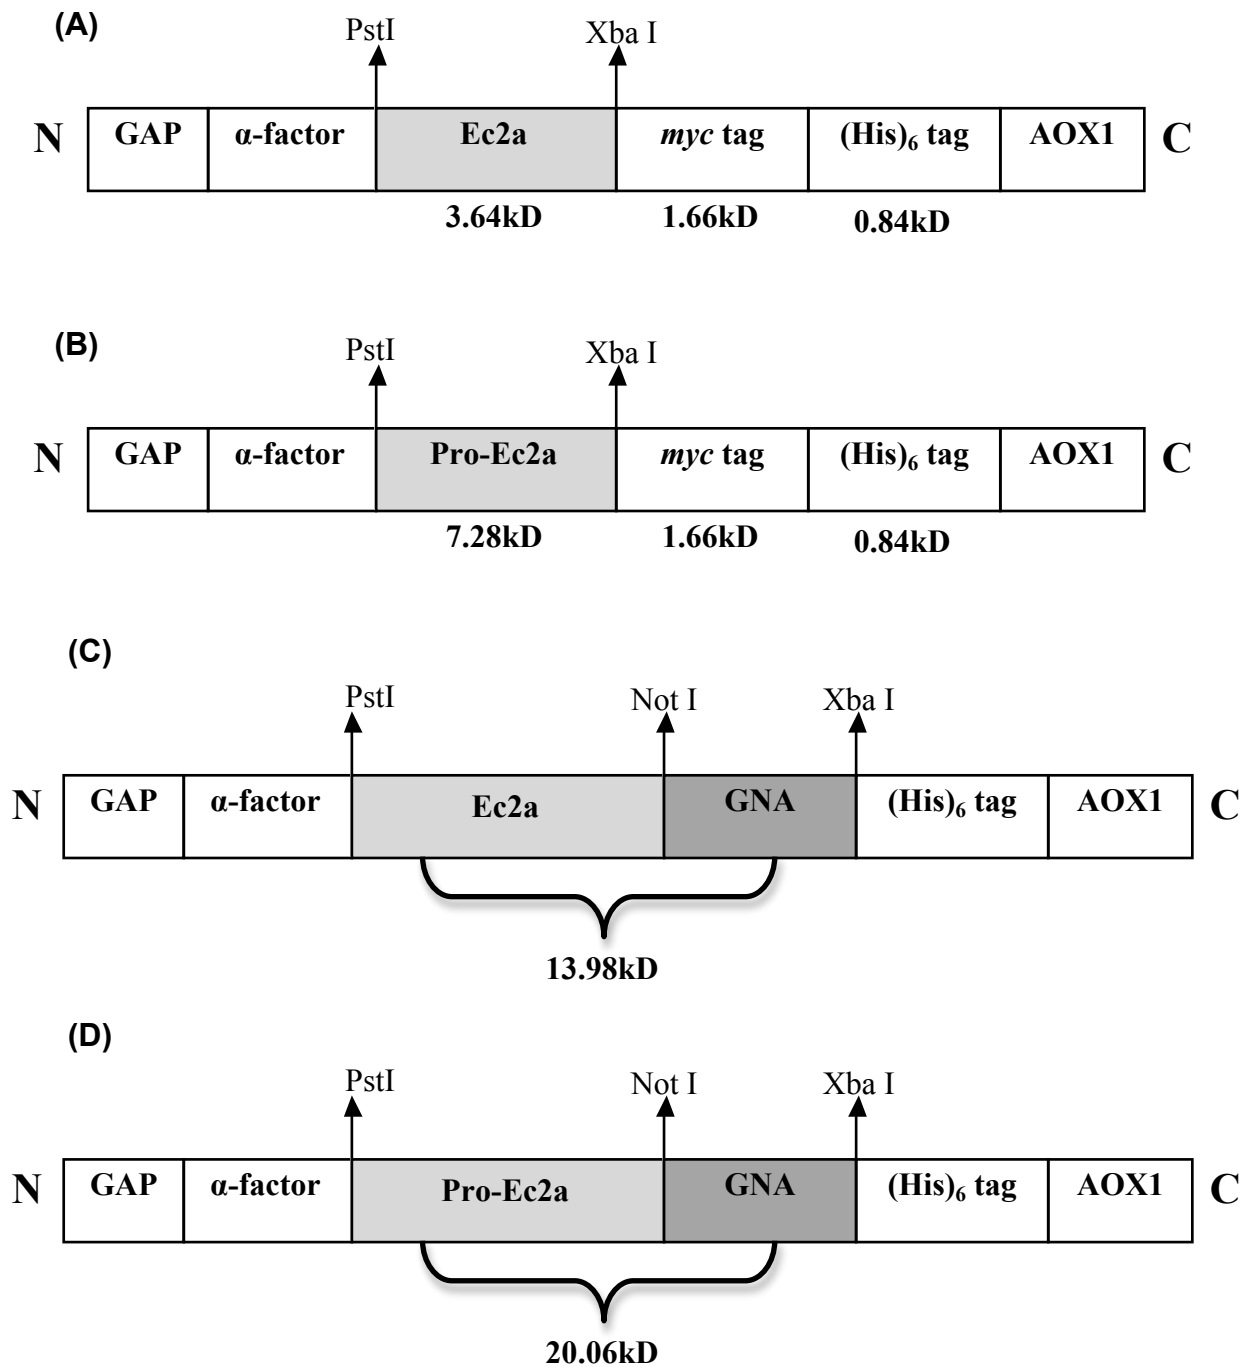 (A)
PstI Xba I
N GAP α-factor Ec2a myc tag (His)₆ tag AOX1 C
3.64kD 1.66kD 0.84kD
(B)
PstI Xba I
N GAP α-factor Pro-Ec2a myc tag (His)₆ tag AOX1 C
7.28kD 1.66kD 0.84kD
(C)
PstI Not I Xba I
N GAP α-factor Ec2a GNA (His)₆ tag AOX1 C
13.98kD
(D)
PstI Not I Xba I
N GAP α-factor Pro-Ec2a GNA (His)₆ tag AOX1 C
20.06kD